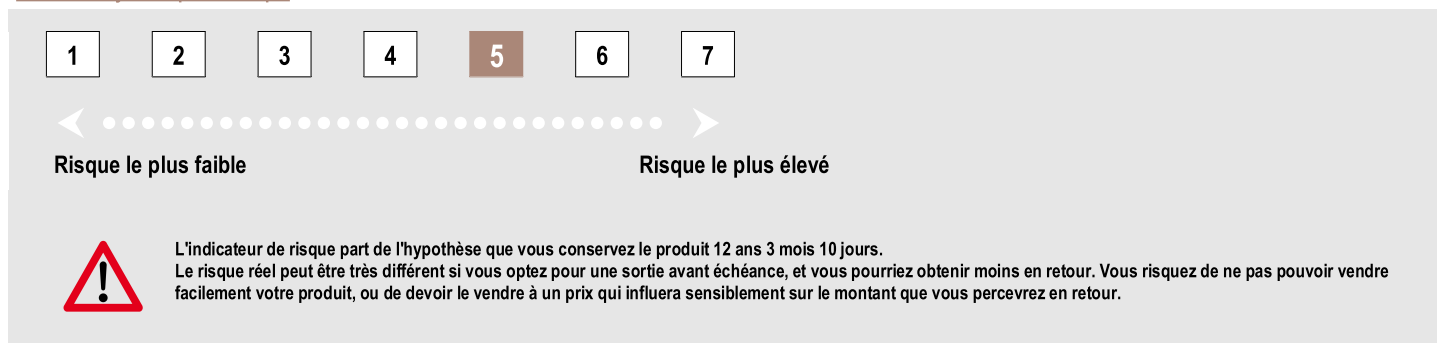 1 2 3 4 5 6 7
Risque le plus faible Risque le plus élevé
L'indicateur de risque part de l'hypothèse que vous conservez le produit 12 ans 3 mois 10 jours.
Le risque réel peut être très différent si vous optez pour une sortie avant échéance, et vous pourriez obtenir moins en retour. Vous risquez de ne pas pouvoir vendre
facilement votre produit, ou de devoir le vendre à un prix qui influera sensiblement sur le montant que vous percevrez en retour.